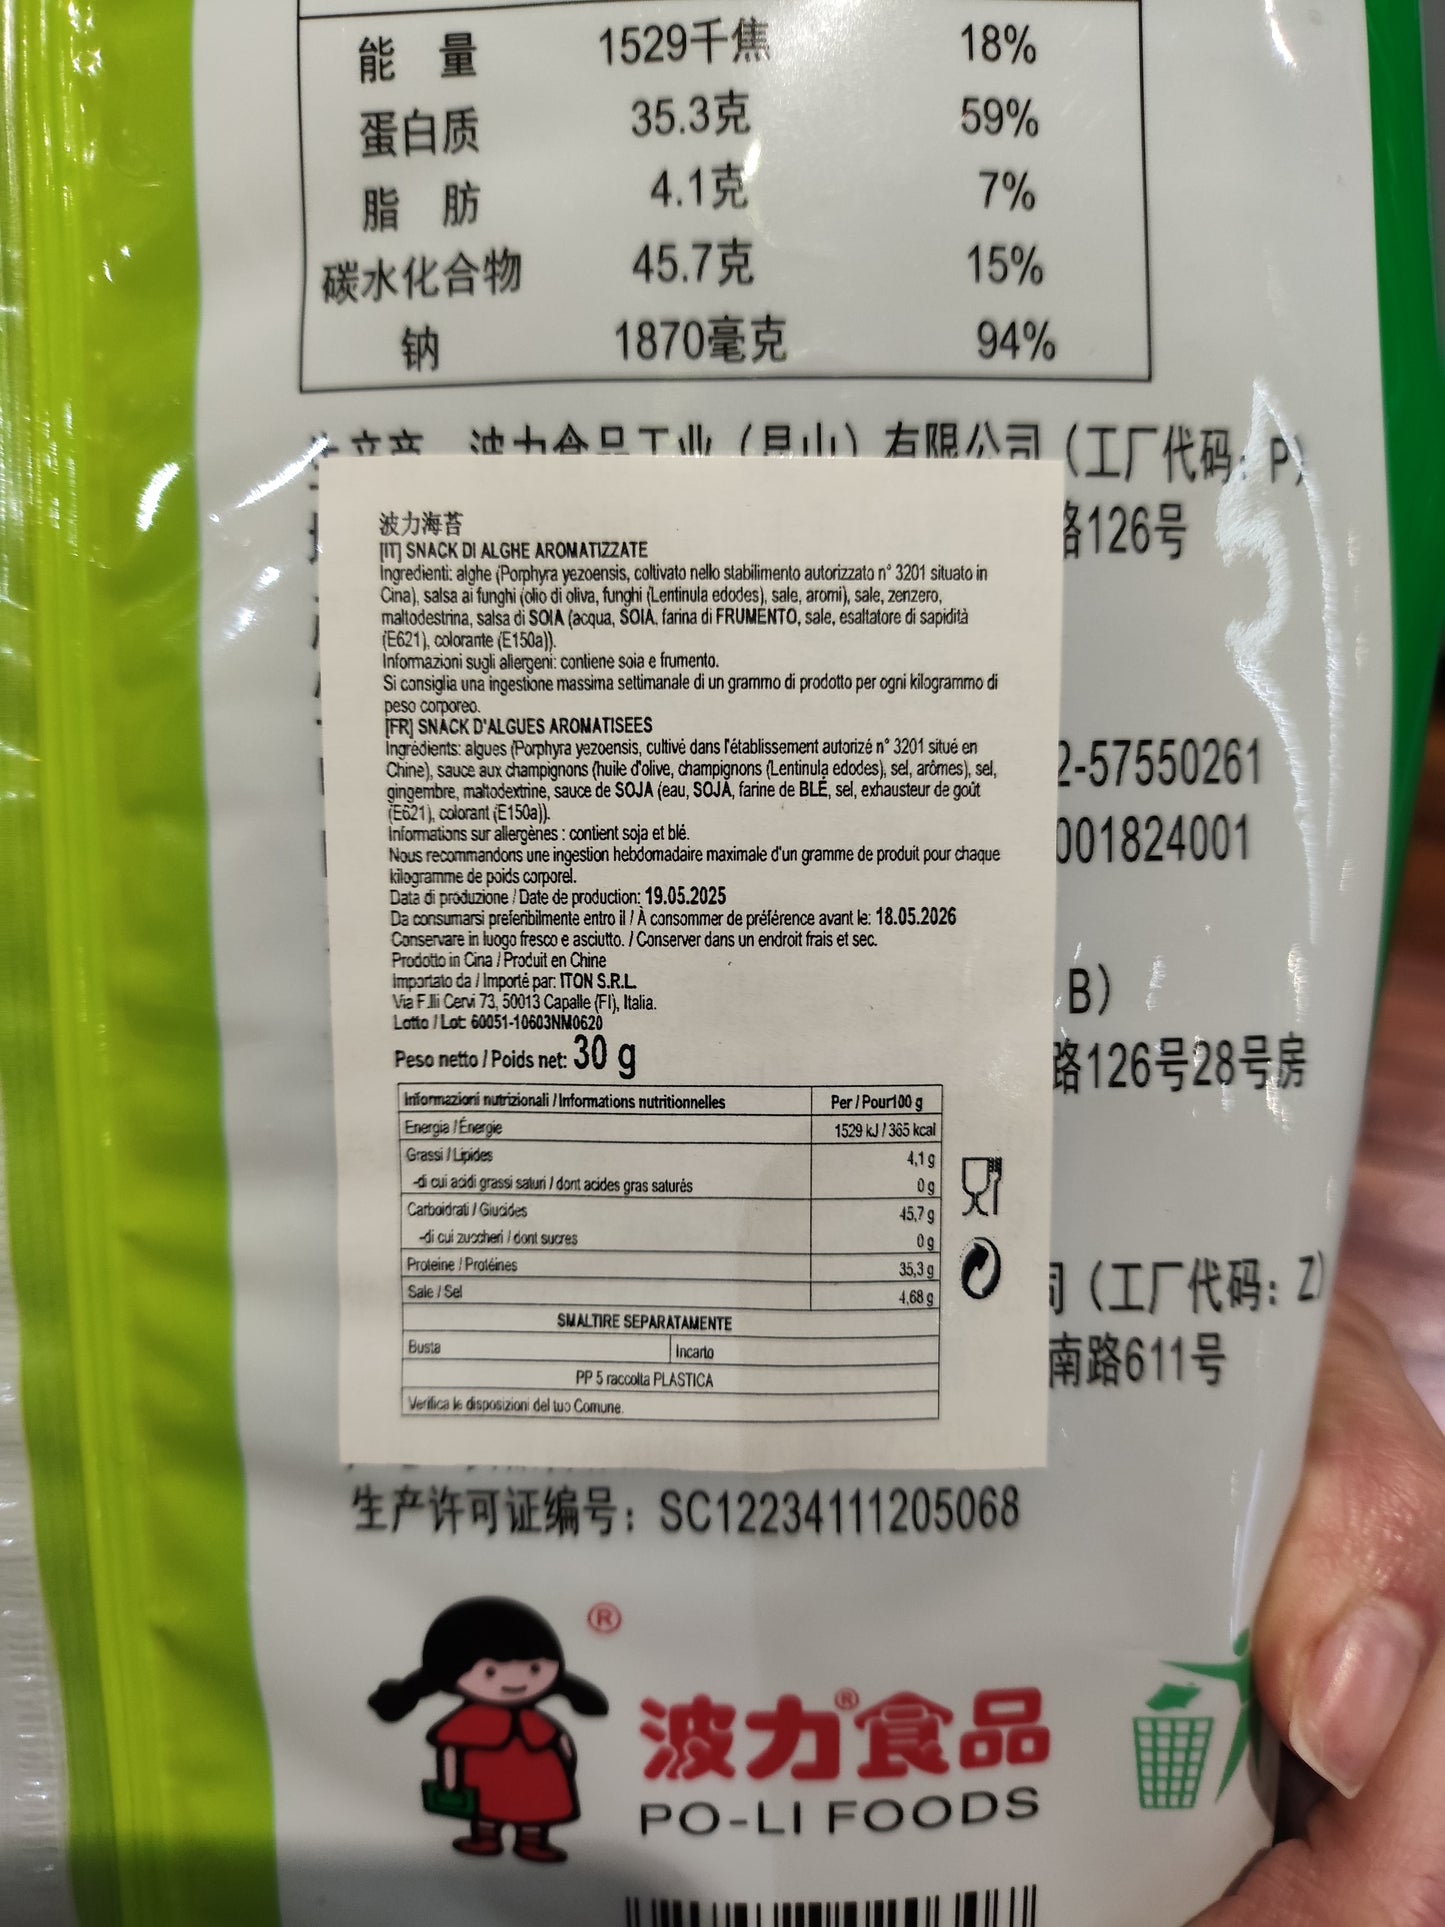 能 量 1529千焦 18%
蛋白质 35.3克 59%
脂 肪 4.1克 7%
碳水化合物 45.7克 15%
钠 1870毫克 94%
波力食品工业（昆山）有限公司（工厂代码：P）
路126号
波力海苔
[IT] SNACK DI ALGHE AROMATIZZATE
Ingredienti: alghe (Porphyra yezoensis, coltivato nello stabilimento autorizzato n° 3201 situato in
Cina), salsa ai funghi (olio di oliva, funghi (Lentinula edodes), sale, aromi), sale, zenzero,
maltodestrina, salsa di SOIA (acqua, SOIA, farina di FRUMENTO, sale, esaltatore di sapidità
(E621), colorante (E150a)).
Informazioni sugli allergeni: contiene soia e frumento.
Si consiglia una ingestione massima settimanale di un grammo di prodotto per ogni kilogrammo di
peso corporeo.
[FR] SNACK D'ALGUES AROMATISEES
Ingrédients: algues (Porphyra yezoensis, cultivé dans l'établissement autorizé n° 3201 situé en
Chine), sauce aux champignons (huile d'olive, champignons (Lentinula edodes), sel, arômes), sel,
gingembre, maltodextrine, sauce de SOJA (eau, SOJA, farine de BLÉ, sel, exhausteur de goût
(E621), colorant (E150a)).
Informations sur allergènes : contient soja et blé.
Nous recommandons une ingestion hebdomadaire maximale d'un gramme de produit pour chaque
kilogramme de poids corporel.
Data di produzione / Date de production: 19.05.2025
Da consumarsi preferibilmente entro il / À consommer de préférence avant le: 18.05.2026
Conservare in luogo fresco e asciutto. / Conserver dans un endroit frais et sec.
Prodotto in Cina / Produit en Chine
Importato da / Importé par: ITON S.R.L.
Via F.lli Cervi 73, 50013 Capalle (FI), Italia.
Lotto / Lot: 60051-10603NM0620
Peso netto / Poids net: 30 g
Informazioni nutrizionali / Informations nutritionnelles Per / Pour100 g
Energia / Énergie 1529 kJ / 365 kcal
Grassi / Lipides 4,1 g
-di cui acidi grassi saturi / dont acides gras saturés 0 g
Carboidrati / Glucides 45,7 g
-di cui zuccheri / dont sucres 0 g
Proteine / Protéines 35,3 g
Sale / Sel 4,68 g
SMALTIRE SEPARATAMENTE
Busta Incarto
PP 5 raccolta PLASTICA
Verifica le disposizioni del tuo Comune.
2-57550261
001824001
B）
路126号28号房
司（工厂代码：Z）
南路611号
生产许可证编号：SC12234111205068
®
波力®食品
PO-LI FOODS